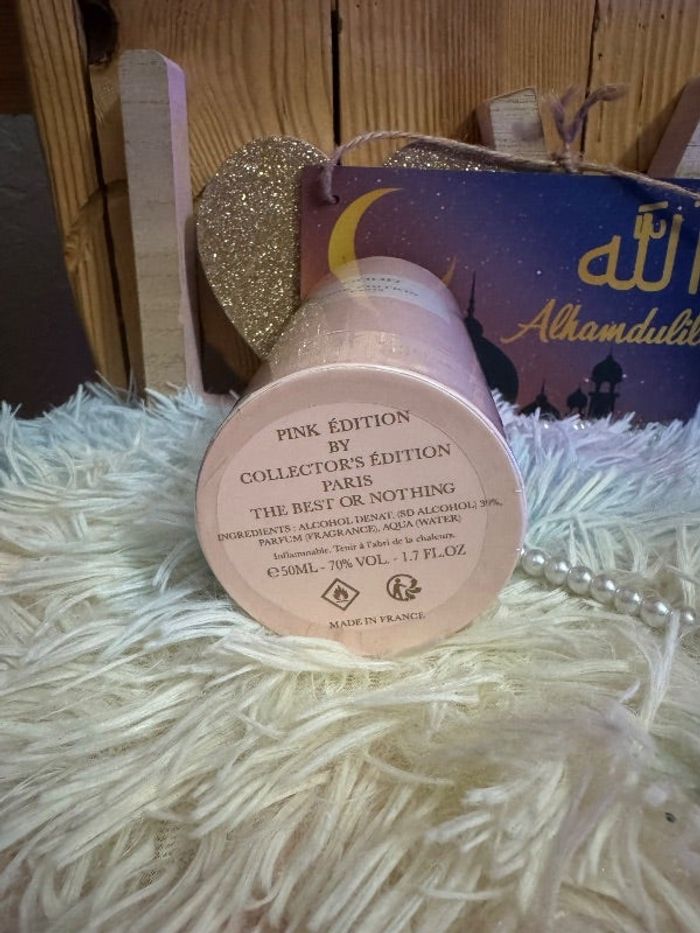 الله
Alhamdulil
PINK ÉDITION
BY
COLLECTOR'S ÉDITION
PARIS
THE BEST OR NOTHING
INGREDIENTS : ALCOHOL DENAT. (SD ALCOHOL) 39%,
PARFUM (FRAGRANCE), AQUA (WATER)
Inflammable. Tenir à l'abri de la chaleur.
℮50ML - 70% VOL. - 1.7 FL.OZ
MADE IN FRANCE